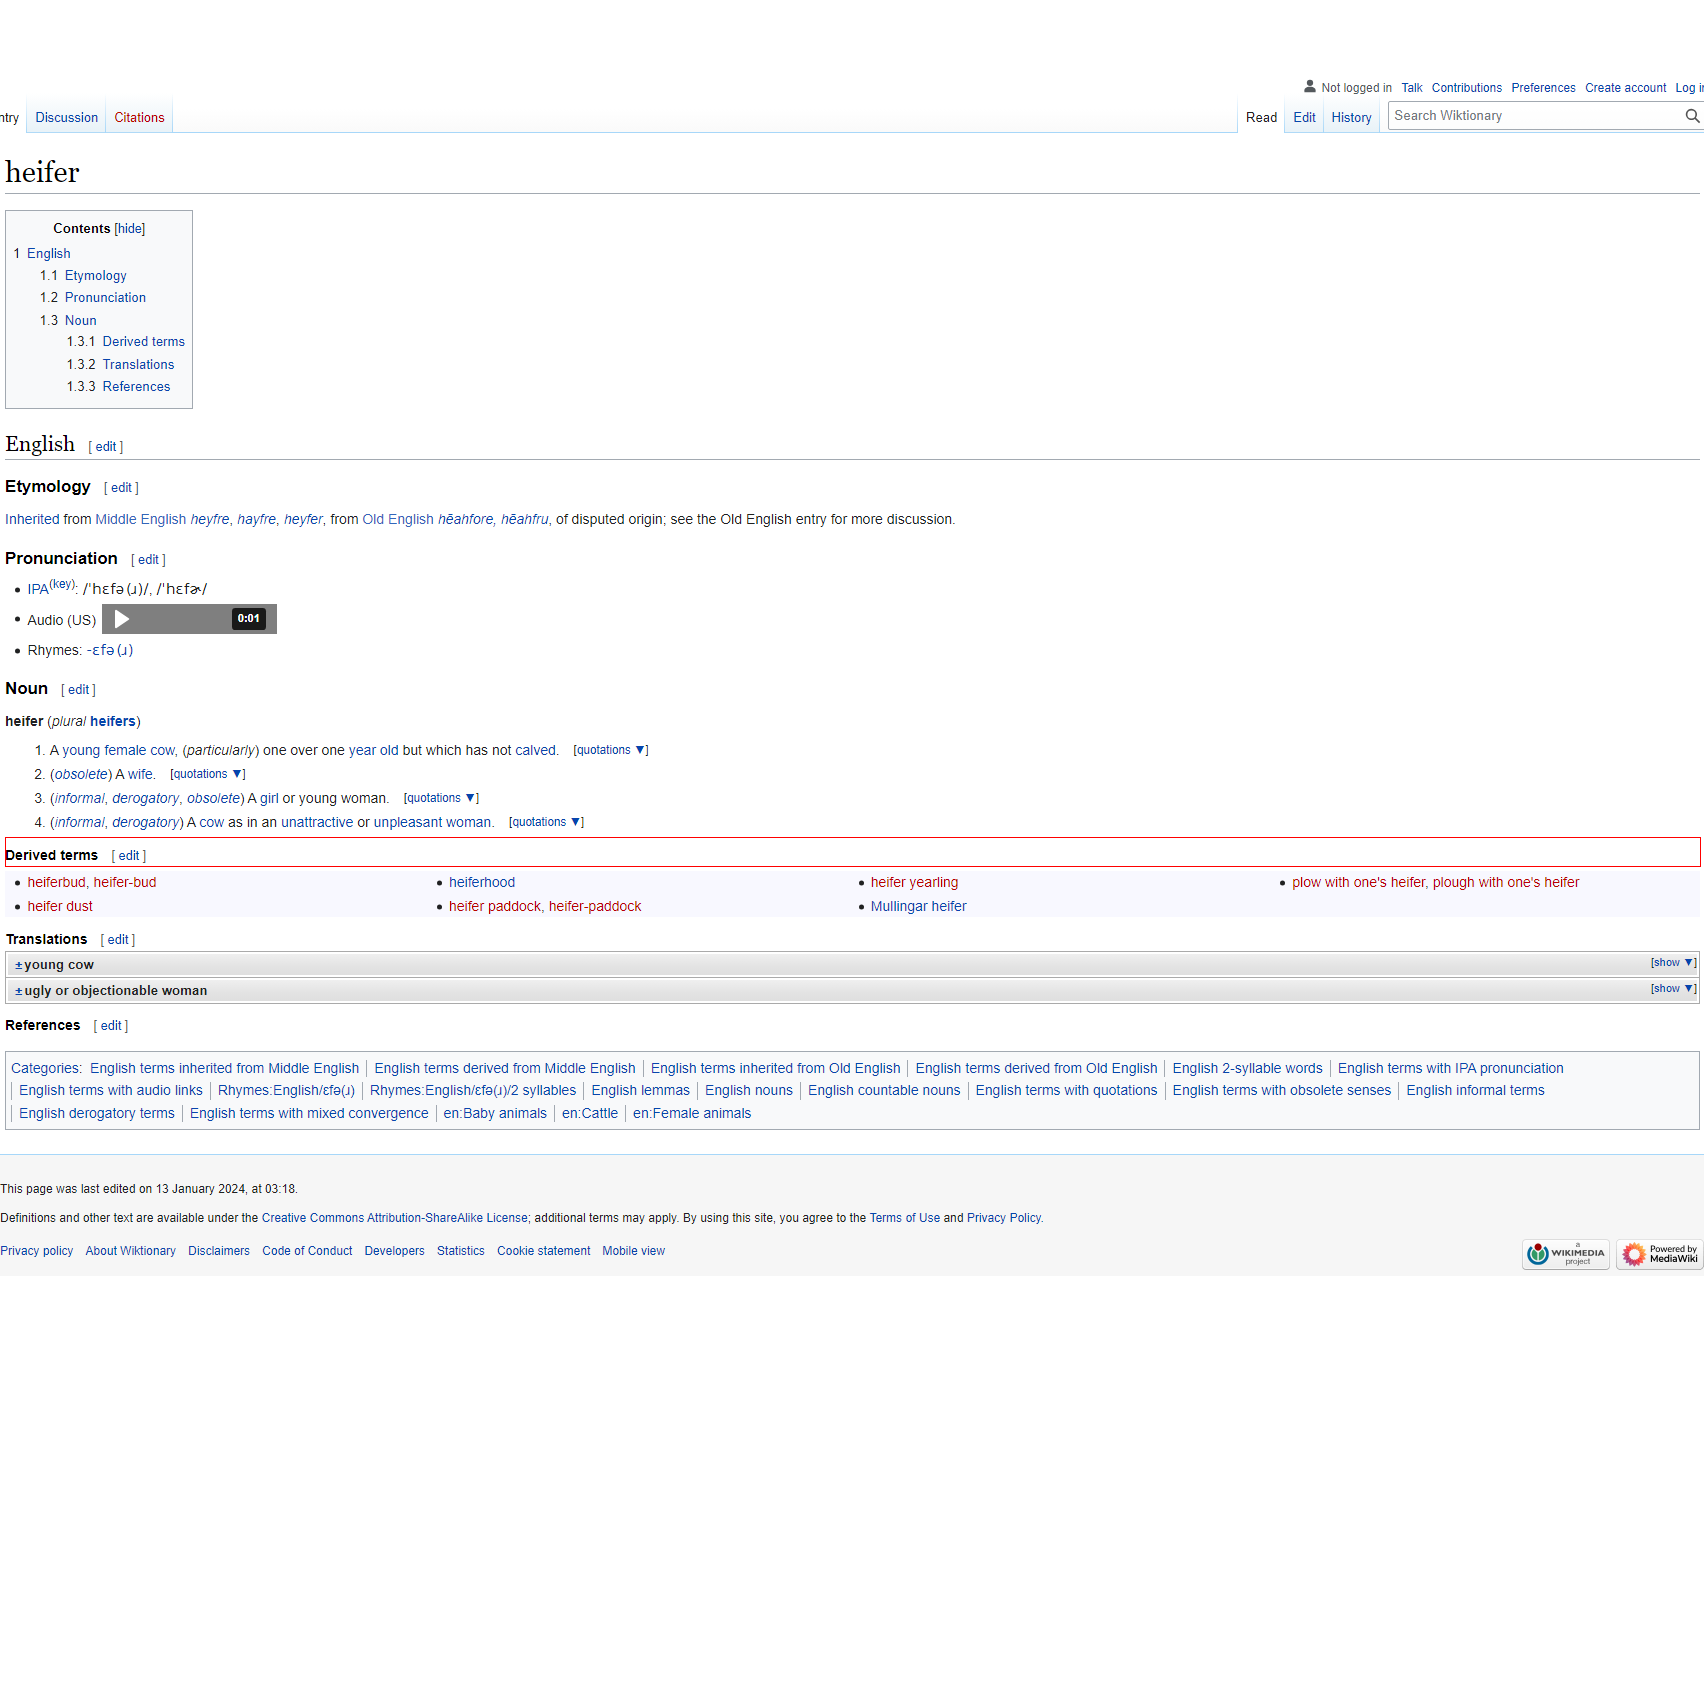 Not logged in Talk Contributions Preferences Create account Log in
ntry Discussion Citations Read Edit History Search Wiktionary
heifer
Contents [hide]
1 English
1.1 Etymology
1.2 Pronunciation
1.3 Noun
1.3.1 Derived terms
1.3.2 Translations
1.3.3 References
English [ edit ]
Etymology [ edit ]
Inherited from Middle English heyfre, hayfre, heyfer, from Old English hēahfore, hēahfru, of disputed origin; see the Old English entry for more discussion.
Pronunciation [ edit ]
• IPA(key): /ˈhɛfə(ɹ)/, /ˈhɛfɚ/
• Audio (US) 0:01
• Rhymes: -ɛfə(ɹ)
Noun [ edit ]
heifer (plural heifers)
1. A young female cow, (particularly) one over one year old but which has not calved. [quotations ▼]
2. (obsolete) A wife. [quotations ▼]
3. (informal, derogatory, obsolete) A girl or young woman. [quotations ▼]
4. (informal, derogatory) A cow as in an unattractive or unpleasant woman. [quotations ▼]
Derived terms [ edit ]
• heiferbud, heifer-bud • heiferhood • heifer yearling • plow with one's heifer, plough with one's heifer
• heifer dust • heifer paddock, heifer-paddock • Mullingar heifer
Translations [ edit ]
±young cow [show ▼]
±ugly or objectionable woman [show ▼]
References [ edit ]
Categories: English terms inherited from Middle English | English terms derived from Middle English | English terms inherited from Old English | English terms derived from Old English | English 2-syllable words | English terms with IPA pronunciation
| English terms with audio links | Rhymes:English/ɛfə(ɹ) | Rhymes:English/ɛfə(ɹ)/2 syllables | English lemmas | English nouns | English countable nouns | English terms with quotations | English terms with obsolete senses | English informal terms
| English derogatory terms | English terms with mixed convergence | en:Baby animals | en:Cattle | en:Female animals
This page was last edited on 13 January 2024, at 03:18.
Definitions and other text are available under the Creative Commons Attribution-ShareAlike License; additional terms may apply. By using this site, you agree to the Terms of Use and Privacy Policy.
Privacy policy About Wiktionary Disclaimers Code of Conduct Developers Statistics Cookie statement Mobile view
a WIKIMEDIA project Powered by MediaWiki